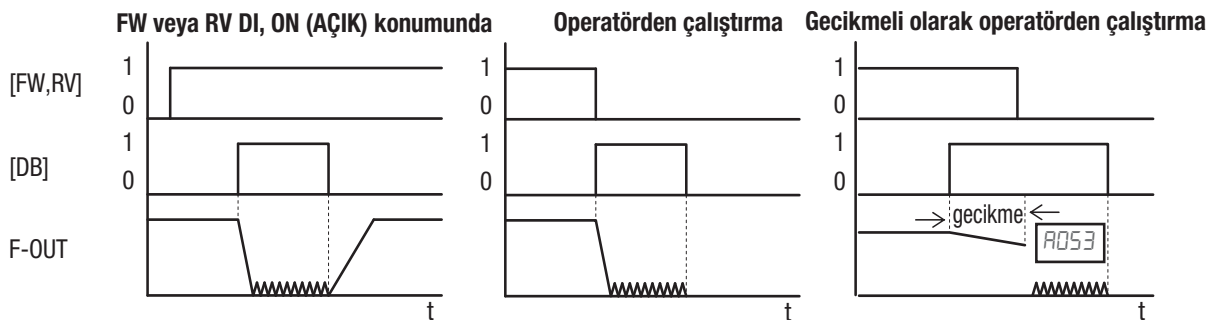 FW veya RV DI, ON (AÇIK) konumunda
Operatörden çalıştırma
Gecikmeli olarak operatörden çalıştırma
[FW,RV]
1
0
1
0
1
0
[DB]
1
0
1
0
1
0
F-OUT
gecikme
A053
t
t
t